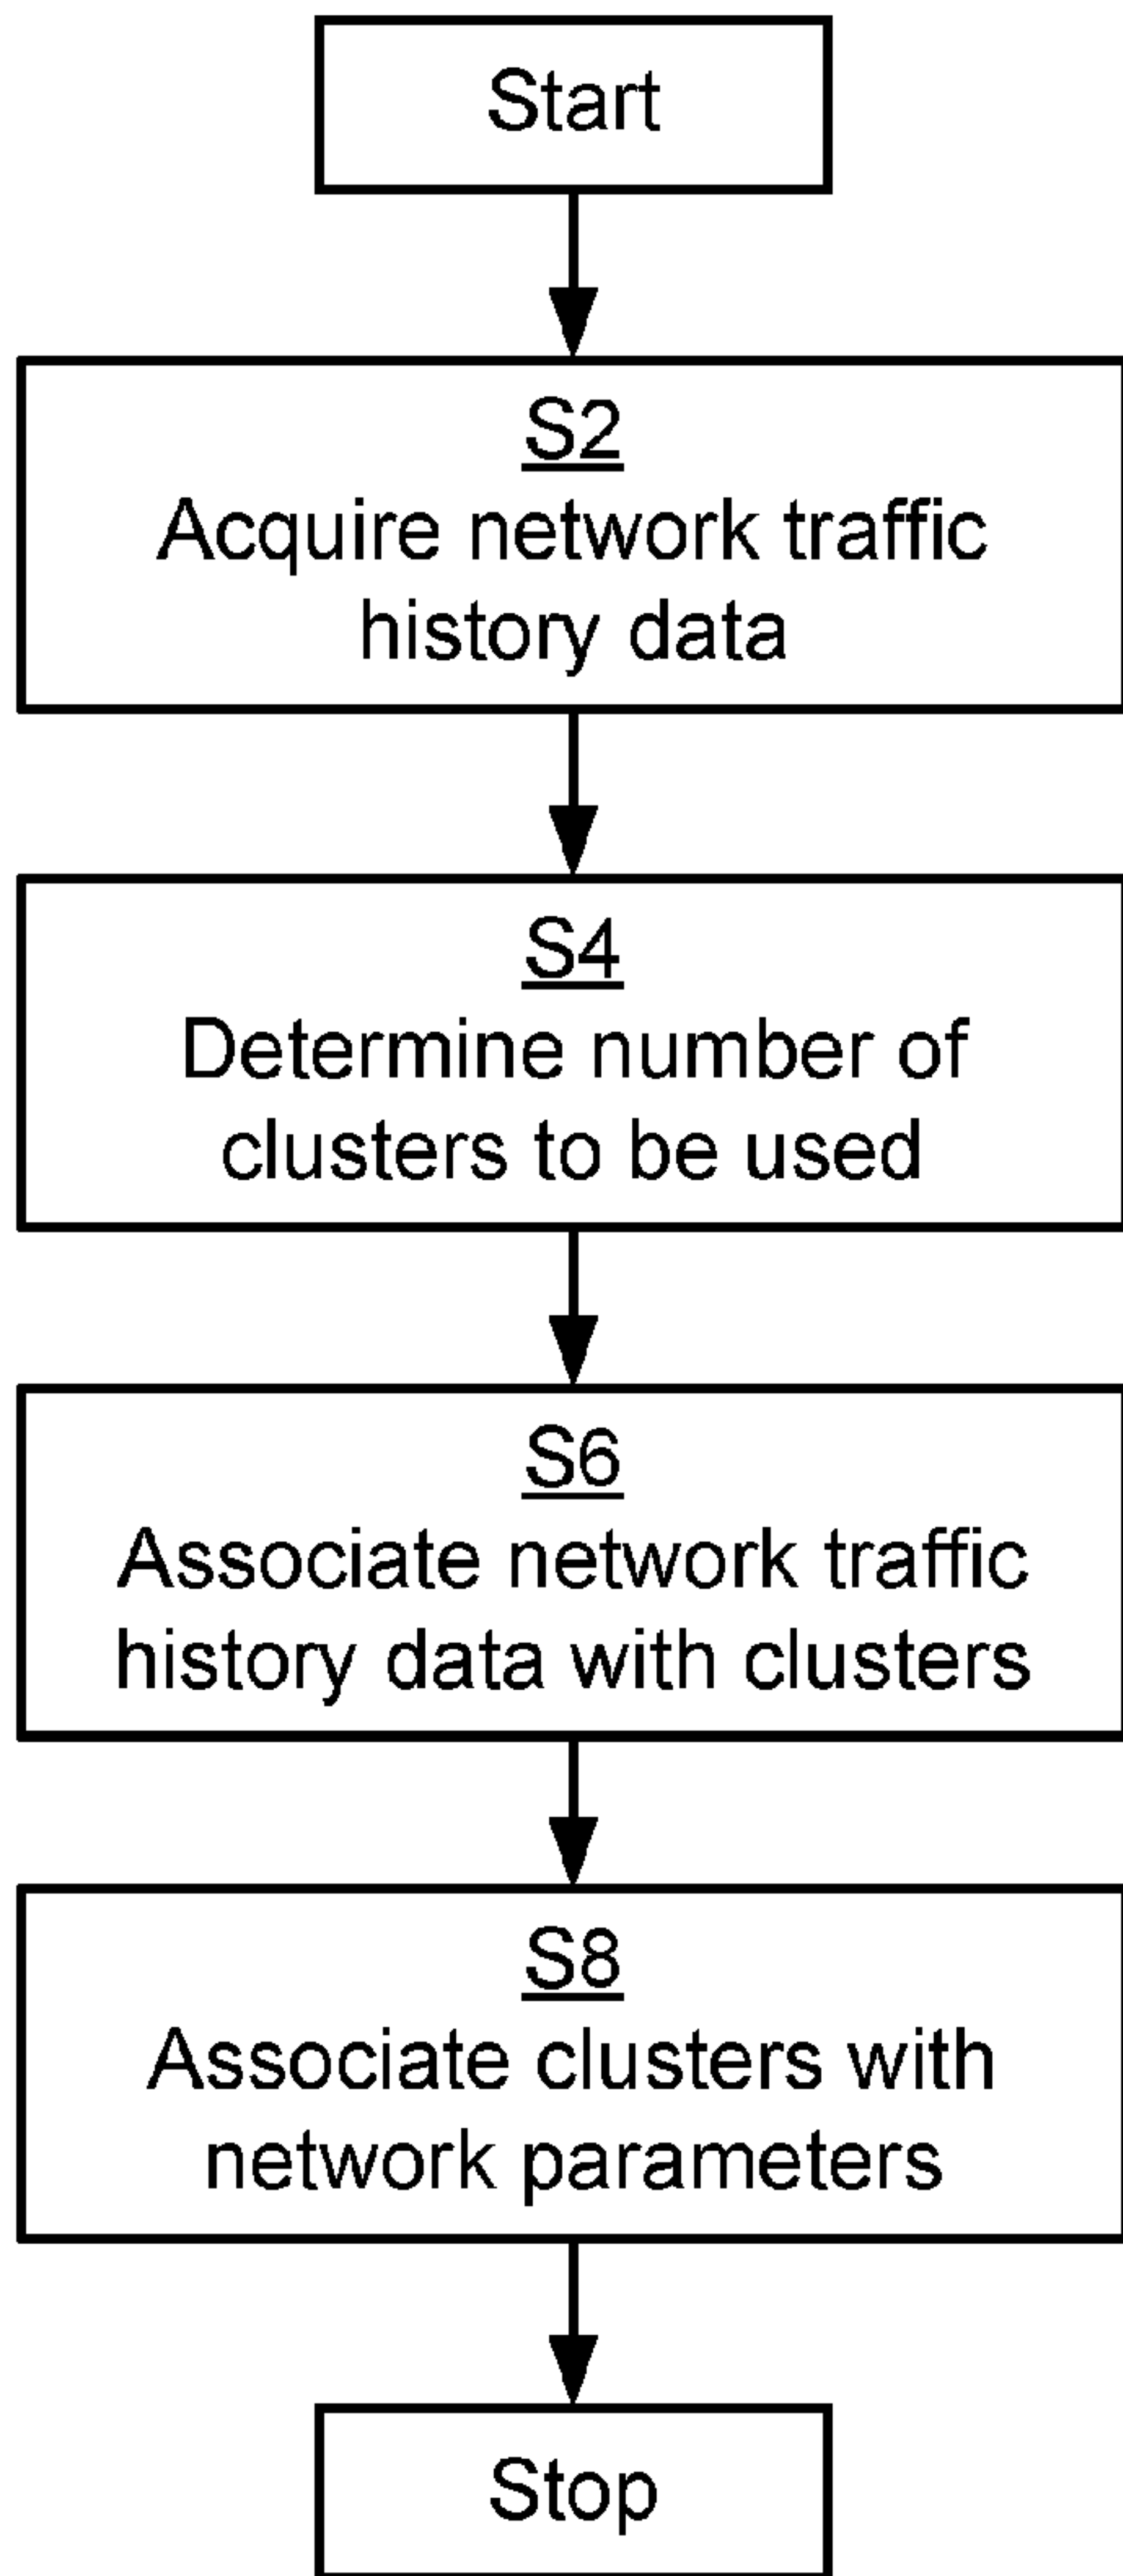 Start
S2
Acquire network traffic
history data
S4
Determine number of
clusters to be used
S6
Associate network traffic
history data with clusters
S8
Associate clusters with
network parameters
Stop